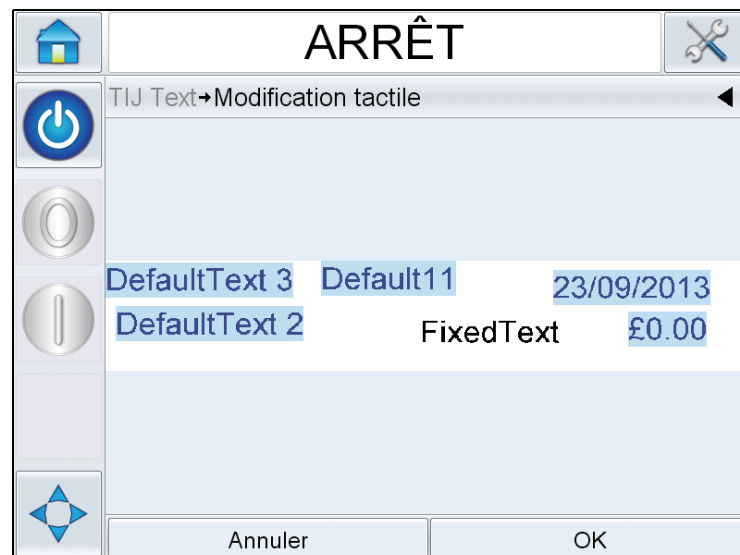 ARRÊT
TIJ Text→Modification tactile
DefaultText 3 Default11 23/09/2013
DefaultText 2 FixedText £0.00
Annuler OK